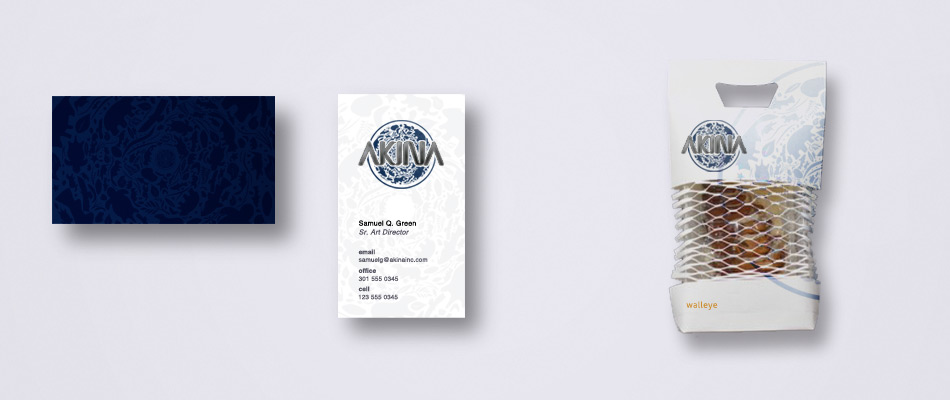 AKINA
Samuel Q. Green
Sr. Art Director
email
samuelg@akinainc.com
office
301 555 0345
cell
123 555 0345
AKINA
walleye